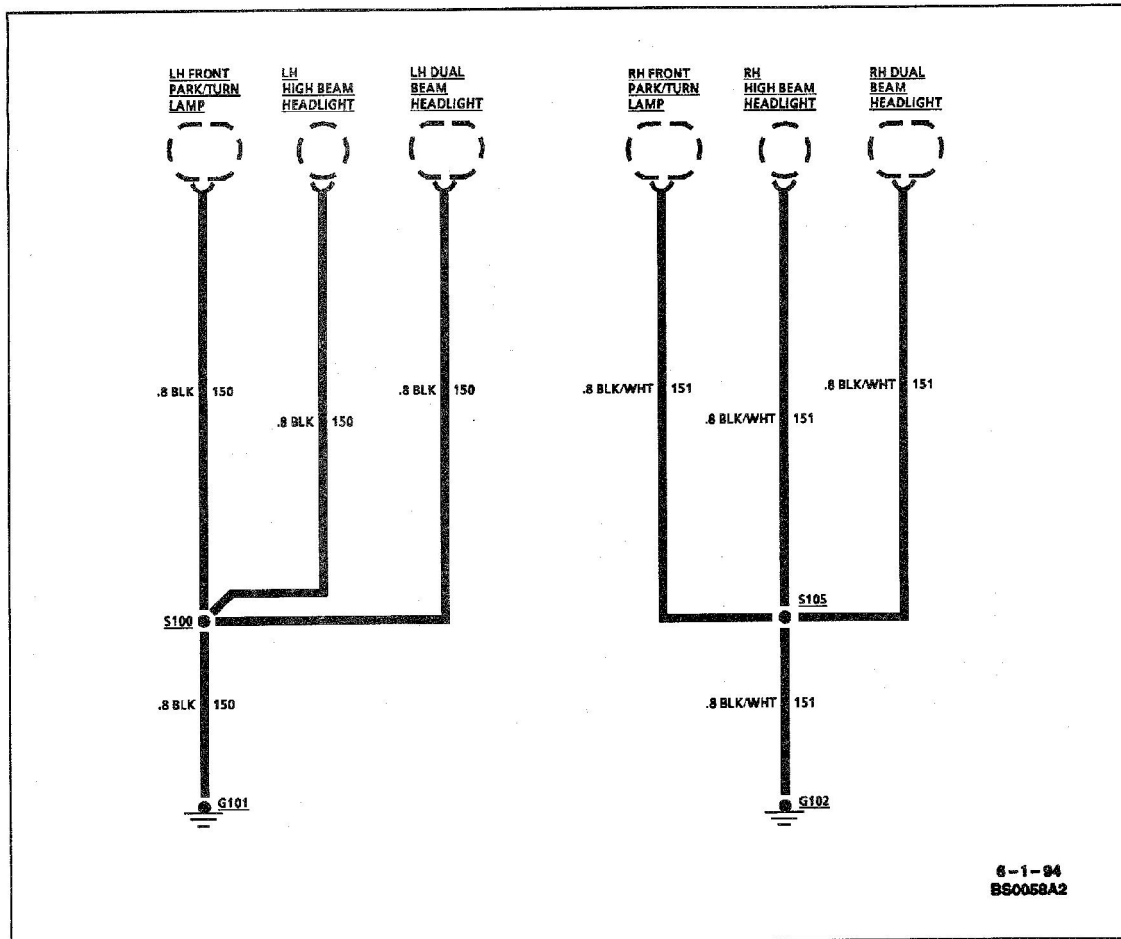 LH FRONT
PARK/TURN
LAMP
LH
HIGH BEAM
HEADLIGHT
LH DUAL
BEAM
HEADLIGHT
RH FRONT
PARK/TURN
LAMP
RH
HIGH BEAM
HEADLIGHT
RH DUAL
BEAM
HEADLIGHT
.8 BLK 150
.8 BLK 150
.8 BLK 150
.8 BLK/WHT 151
.8 BLK/WHT 151
.8 BLK/WHT 151
S100
S105
.8 BLK 150
.8 BLK/WHT 151
G101
G102
6-1-94
BS0058A2